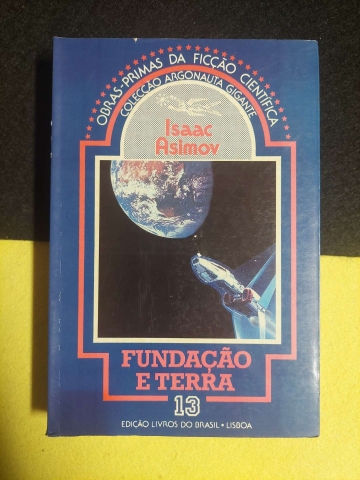 OBRAS-PRIMAS DA FICÇÃO CIENTÍFICA
COLECÇÃO ARGONAUTA GIGANTE
Isaac
Asimov
FUNDAÇÃO
E TERRA
13
EDIÇÃO LIVROS DO BRASIL • LISBOA